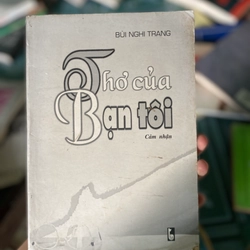 BÙI NGHI TRANG
Thơ của
Bạn tôi
Cảm nhận